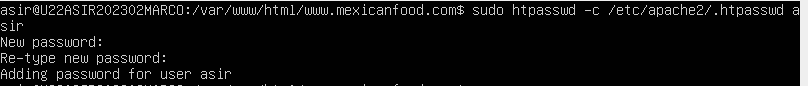 asir@U22ASIR202302MARCO:/var/www/html/www.mexicanfood.com$ sudo htpasswd -c /etc/apache2/.htpasswd a
sir
New password:
Re-type new password:
Adding password for user asir